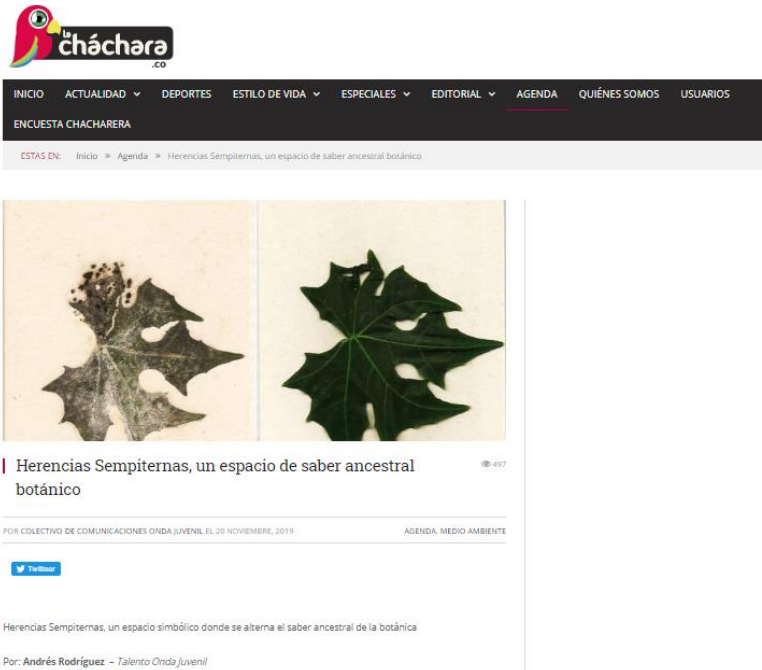 la
cháchara
.co
INICIO ACTUALIDAD DEPORTES ESTILO DE VIDA ESPECIALES EDITORIAL AGENDA QUIÉNES SOMOS USUARIOS
ENCUESTA CHACHARERA
ESTAS EN: Inicio » Agenda » Herencias Sempiternas, un espacio de saber ancestral botánico
Herencias Sempiternas, un espacio de saber ancestral
botánico
497
POR COLECTIVO DE COMUNICACIONES ONDA JUVENIL EL 20 NOVIEMBRE, 2019 AGENDA, MEDIO AMBIENTE
Twittear
Herencias Sempiternas, un espacio simbólico donde se alterna el saber ancestral de la botánica
Por: Andrés Rodríguez – Talento Onda Juvenil